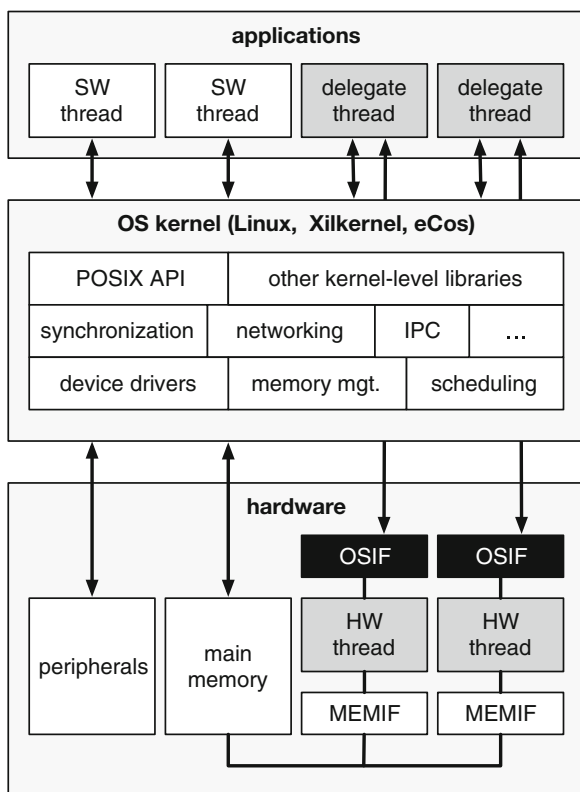 applications
SW
thread
SW
thread
delegate
thread
delegate
thread
OS kernel (Linux, Xilkernel, eCos)
POSIX API
other kernel-level libraries
synchronization
networking
IPC
...
device drivers
memory mgt.
scheduling
hardware
OSIF
OSIF
peripherals
main
memory
HW
thread
HW
thread
MEMIF
MEMIF